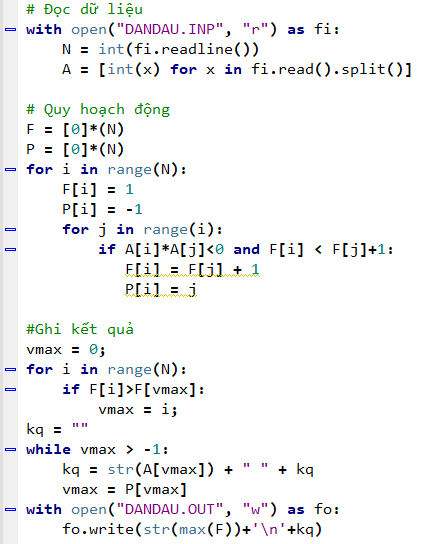 # Đọc dữ liệu
with open("DANDAU.INP", "r") as fi:
    N = int(fi.readline())
    A = [int(x) for x in fi.read().split()]

# Quy hoạch động
F = [0]*(N)
P = [0]*(N)
for i in range(N):
    F[i] = 1
    P[i] = -1
    for j in range(i):
        if A[i]*A[j]<0 and F[i] < F[j]+1:
            F[i] = F[j] + 1
            P[i] = j

#Ghi kết quả
vmax = 0;
for i in range(N):
    if F[i]>F[vmax]:
        vmax = i;
kq = ""
while vmax > -1:
    kq = str(A[vmax]) + " " + kq
    vmax = P[vmax]
with open("DANDAU.OUT", "w") as fo:
    fo.write(str(max(F))+'\n'+kq)